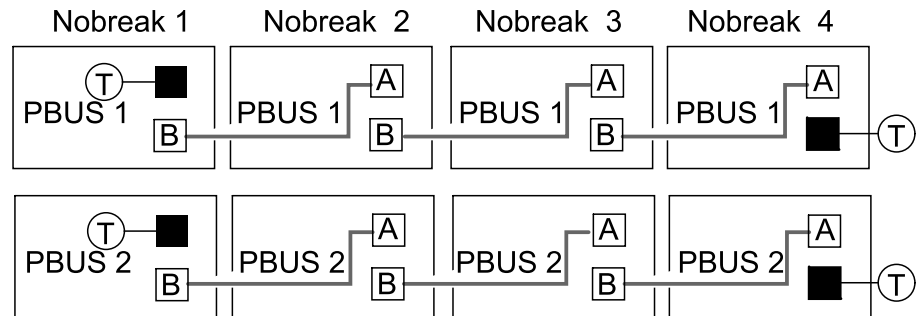 Nobreak 1 Nobreak 2 Nobreak 3 Nobreak 4
T A A A
PBUS 1 PBUS 1 PBUS 1 PBUS 1
B B B T
T A A A
PBUS 2 PBUS 2 PBUS 2 PBUS 2
B B B T